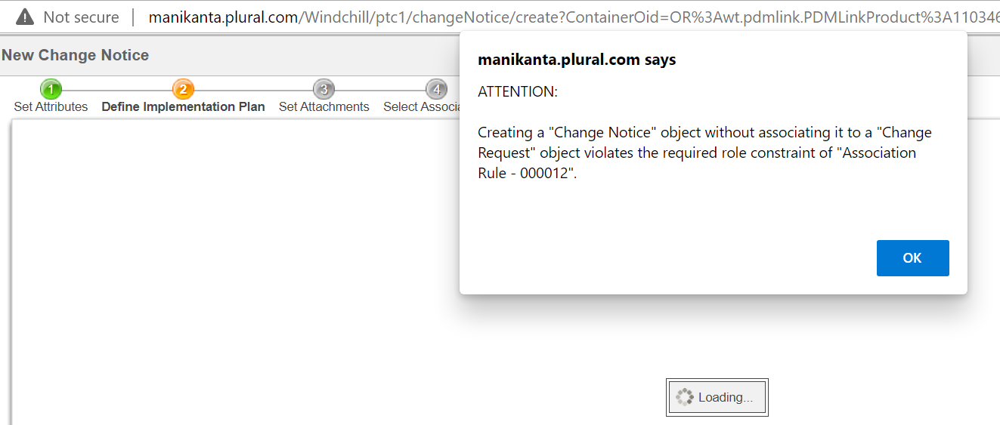 Not secure | manikanta.plural.com/Windchill/ptc1/changeNotice/create?ContainerOid=OR%3Awt.pdmlink.PDMLinkProduct%3A110346
New Change Notice
1 2 3 4
Set Attributes Define Implementation Plan Set Attachments Select Associa
manikanta.plural.com says
ATTENTION:
Creating a "Change Notice" object without associating it to a "Change
Request" object violates the required role constraint of "Association
Rule - 000012".
OK
Loading...